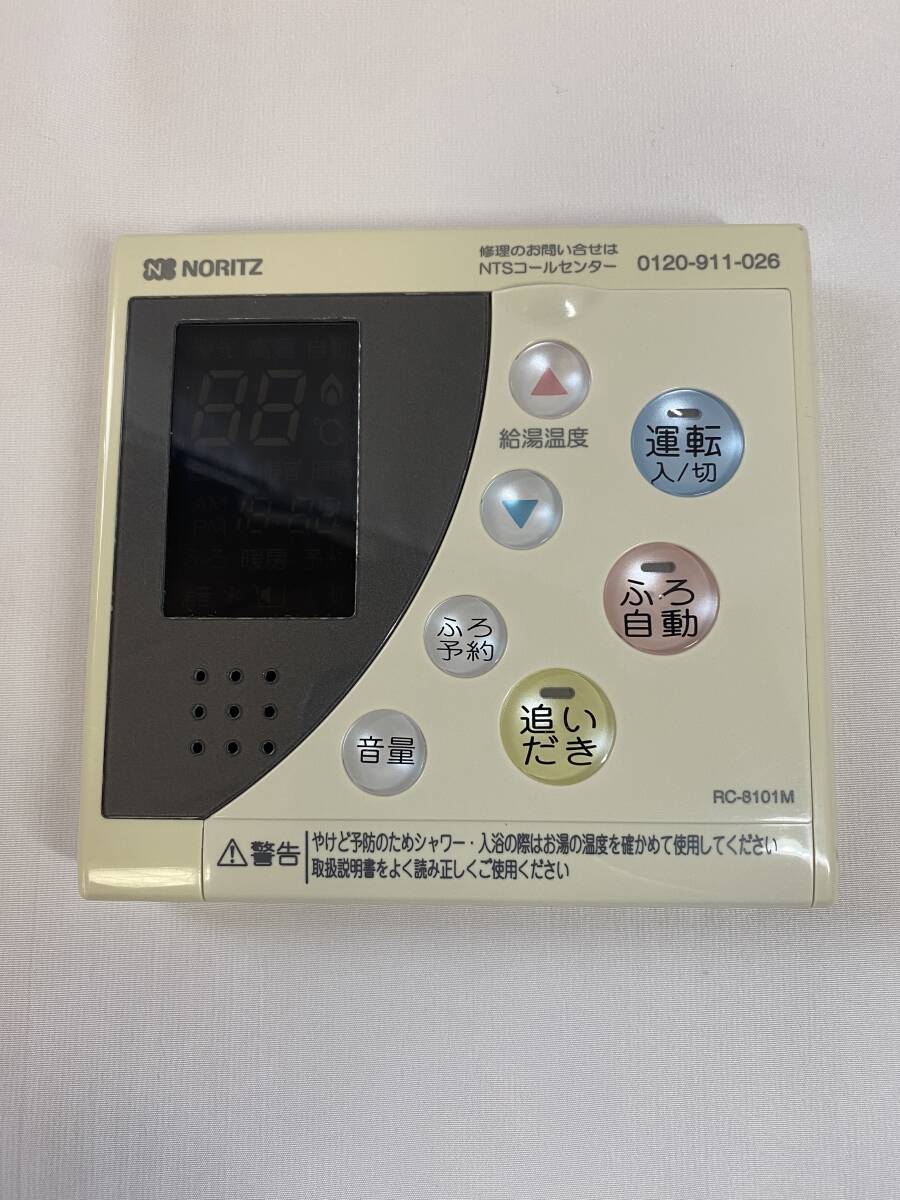 NORITZ
修理のお問い合せは
NTSコールセンター 0120-911-026
88
℃
給湯温度
運転
入/切
ふろ
自動
ふろ
予約
追い
だき
音量
RC-8101M
警告
やけど予防のためシャワー・入浴の際はお湯の温度を確かめて使用してください
取扱説明書をよく読み正しくご使用ください